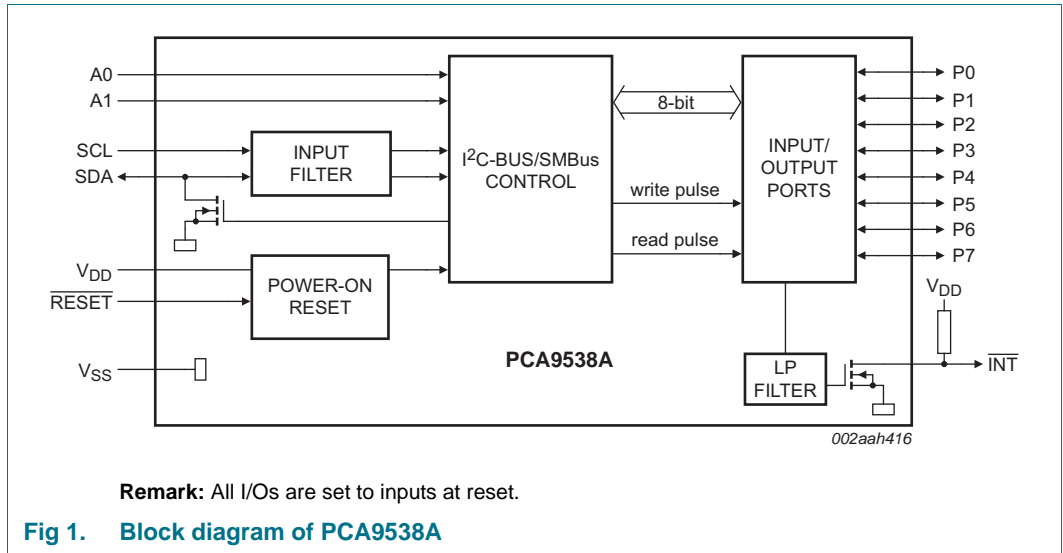 A0
A1
SCL
SDA
VDD
RESET
VSS
INPUT
FILTER
POWER-ON
RESET
I2C-BUS/SMBus
CONTROL
8-bit
write pulse
read pulse
INPUT/
OUTPUT
PORTS
P0
P1
P2
P3
P4
P5
P6
P7
VDD
INT
LP
FILTER
PCA9538A
002aah416
Remark: All I/Os are set to inputs at reset.
Fig 1. Block diagram of PCA9538A